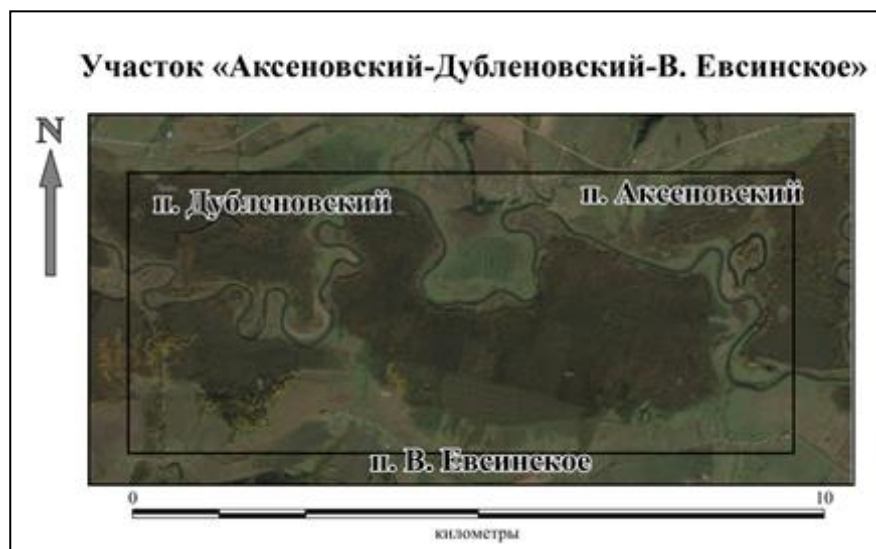 Участок «Аксеновский-Дубленовский-В. Евсинское»
N
п. Аксеновский
п. Дубленовский
п. В. Евсинское
0 10
километры